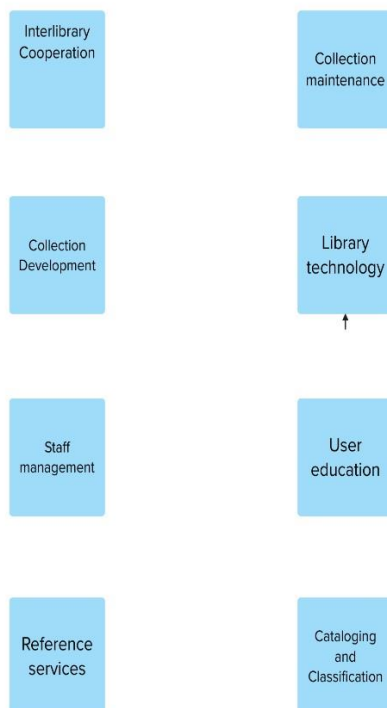 Interlibrary
Cooperation
Collection
maintenance
Collection
Development
Library
technology
Staff
management
User
education
Reference
services
Cataloging
and
Classification